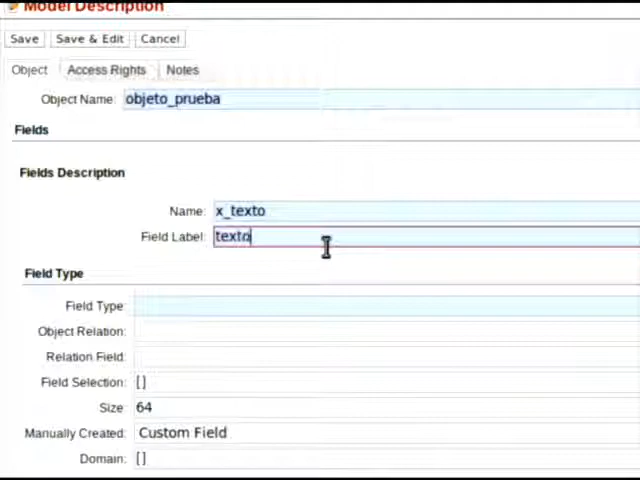 Model Description
Save Save & Edit Cancel
Object Access Rights Notes
Object Name: objeto_prueba
Fields
Fields Description
Name: x_texto
Field Label: texto
Field Type
Field Type:
Object Relation:
Relation Field:
Field Selection: []
Size: 64
Manually Created: Custom Field
Domain: []